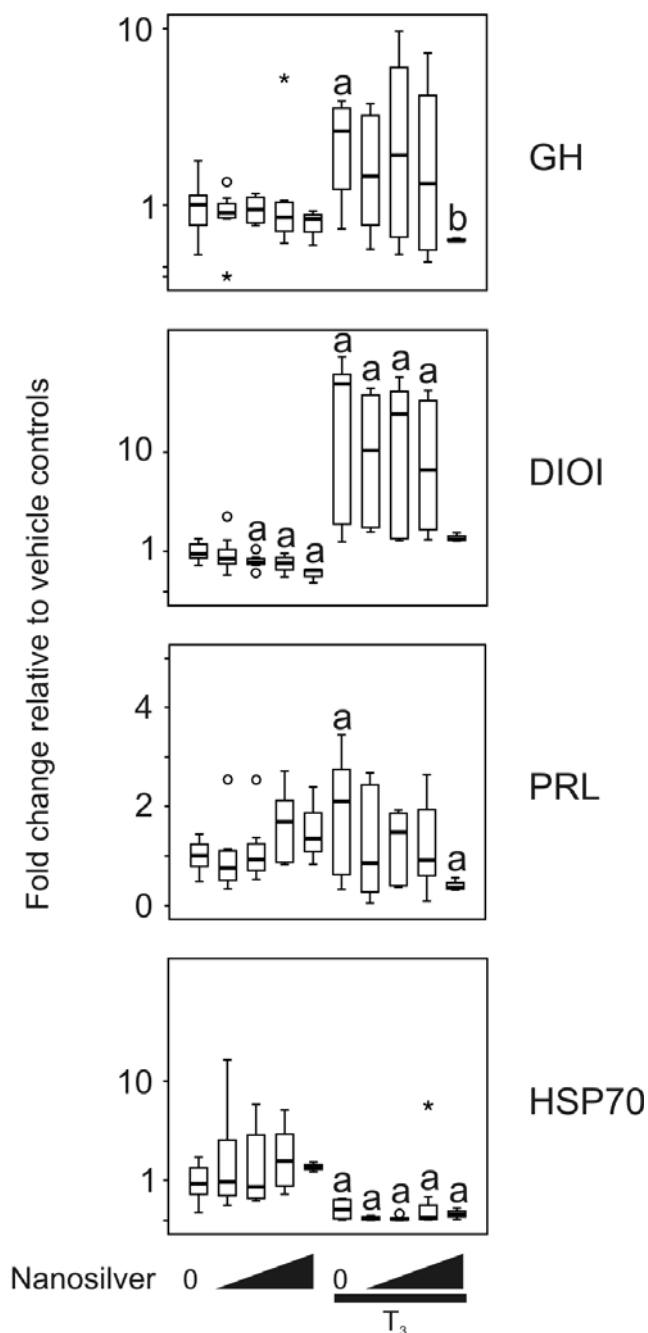 Fold change relative to vehicle controls
10
1
*
*
a
b
GH
10
1
a
a
a
a
a
a
a
DIOI
4
2
0
a
a
PRL
10
1
*
a
a
a
a
a
HSP70
Nanosilver 0 0
T₃